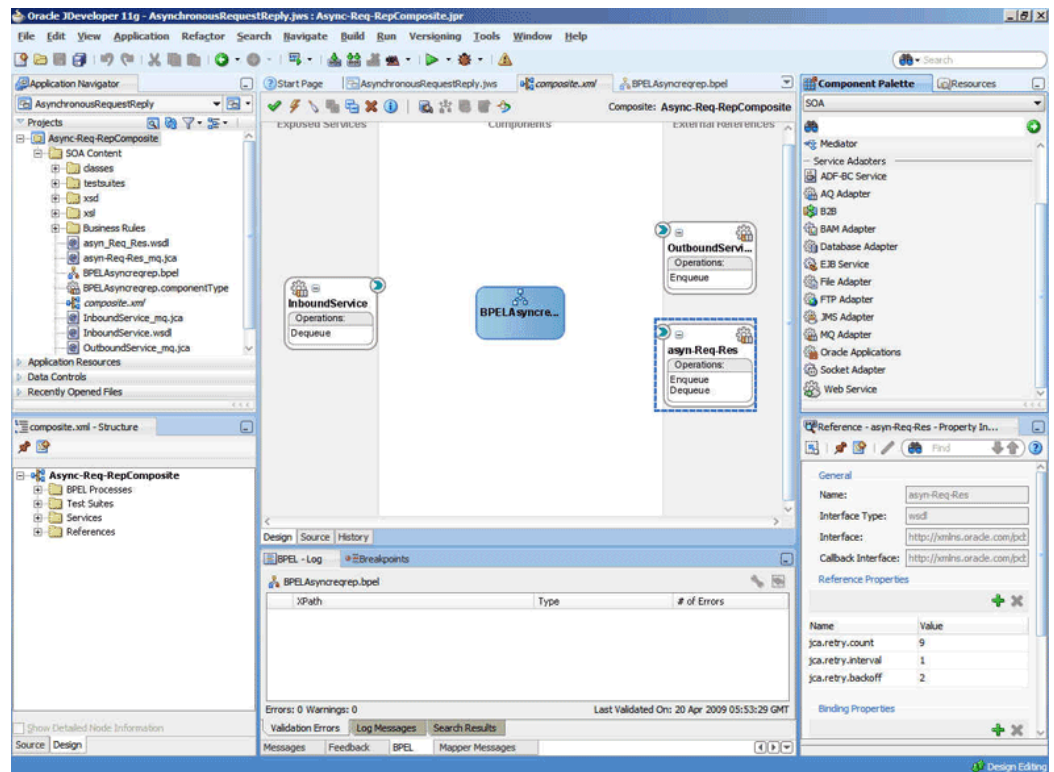 Oracle JDeveloper 11g - AsynchronousRequestReply.jws : Async-Req-RepComposite.jpr
File Edit View Application Refactor Search Navigate Build Run Versioning Tools Window Help
Search
Application Navigator
AsynchronousRequestReply
Projects
Async-Req-RepComposite
SOA Content
classes
testsuites
xsd
xsl
Business Rules
asyn_Req_Res.wsdl
asyn-Req-Res_mq.jca
BPELAsyncreqrep.bpel
BPELAsyncreqrep.componentType
composite.xml
InboundService_mq.jca
InboundService.wsdl
OutboundService_mq.jca
Application Resources
Data Controls
Recently Opened Files
composite.xml - Structure
Async-Req-RepComposite
BPEL Processes
Test Suites
Services
References
Show Detailed Node Information
Source Design
Start Page AsynchronousRequestReply.jws composite.xml BPELAsyncreqrep.bpel
Composite: Async-Req-RepComposite
Exposed Services Components External References
InboundService
Operations:
Dequeue
BPELAsyncre...
OutboundServi...
Operations:
Enqueue
asyn-Req-Res
Operations:
Enqueue
Dequeue
Design Source History
BPEL - Log Breakpoints
BPELAsyncreqrep.bpel
XPath Type # of Errors
Errors: 0 Warnings: 0 Last Validated On: 20 Apr 2009 05:53:29 GMT
Validation Errors Log Messages Search Results
Messages Feedback BPEL Mapper Messages
Component Palette Resources
SOA
Mediator
Service Adapters
ADF-BC Service
AQ Adapter
B2B
BAM Adapter
Database Adapter
EJB Service
File Adapter
FTP Adapter
JMS Adapter
MQ Adapter
Oracle Applications
Socket Adapter
Web Service
Reference - asyn-Req-Res - Property In...
Find
General
Name: asyn-Req-Res
Interface Type: wsdl
Interface: http://xmlns.oracle.com/pcb
Callback Interface: http://xmlns.oracle.com/pcb
Reference Properties
Name Value
jca.retry.count 9
jca.retry.interval 1
jca.retry.backoff 2
Binding Properties
Design Editing